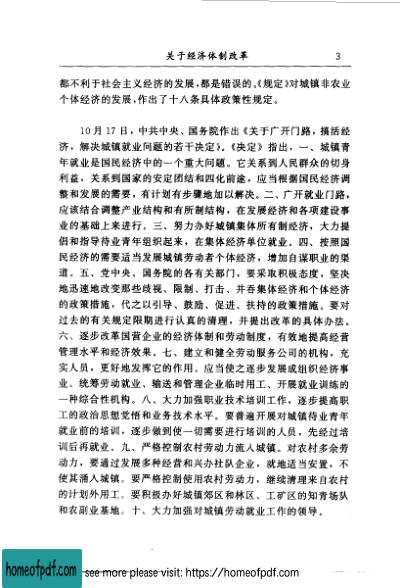 关于经济体制改革 3
都不利于社会主义经济的发展，都是错误的。《规定》对城镇非农业
个体经济的发展，作出了十八条具体政策性规定。
10月17日，中共中央、国务院作出《关于广开门路，搞活经
济，解决城镇就业问题的若干决定》。《决定》指出，一、城镇青
年就业是国民经济中的一个重大问题。它关系到人民群众的切身
利益，关系到国家的安定团结和四化前途，应当根据国民经济调
整和发展的需要，有计划有步骤地加以解决。二、广开就业门路，
应该结合调整产业结构和所有制结构，在发展经济和各项建设事
业的基础上来进行。三、努力办好城镇集体所有制经济，大力提
倡和指导待业青年组织起来，在集体经济单位就业。四、按照国
民经济的需要适当发展城镇劳动者个体经济，增加自谋职业的渠
道。五、党中央、国务院的各有关部门，要采取积极态度，坚决
地迅速地改变那些歧视、限制、打击、并吞集体经济和个体经济
的政策措施，代之以引导、鼓励、促进、扶持的政策措施。要对
过去的有关规定限期进行认真的清理，并提出改革的具体办法。
六、逐步改革国营企业的经济体制和劳动制度，有效地提高经营
管理水平和经济效果。七、建立和健全劳动服务公司的机构，充
实人员，更好地发挥它的作用。应当使之逐步发展成组织经济事
业、统筹劳动就业、输送和管理企业临时用工、开展就业训练的
一种综合性机构。八、大力加强职业技术培训工作，逐步提高职
工的政治思想觉悟和业务技术水平。要普遍开展对城镇待业青年
就业前的培训，逐步做到使一切需要进行培训的人员，先经过培
训后再就业。九、严格控制农村劳动力流入城镇。对农村多余劳
动力，要通过发展多种经营和兴办社队企业，就地适当安置，不
使其涌入城镇。要严格控制使用农村劳动力，继续清理来自农村
的计划外用工。要积极办好城镇郊区和林区、工矿区的知青场队
和农副业基地。十、大力加强对城镇劳动就业工作的领导。
homeofpdf.com
see more please visit: https://homeofpdf.com